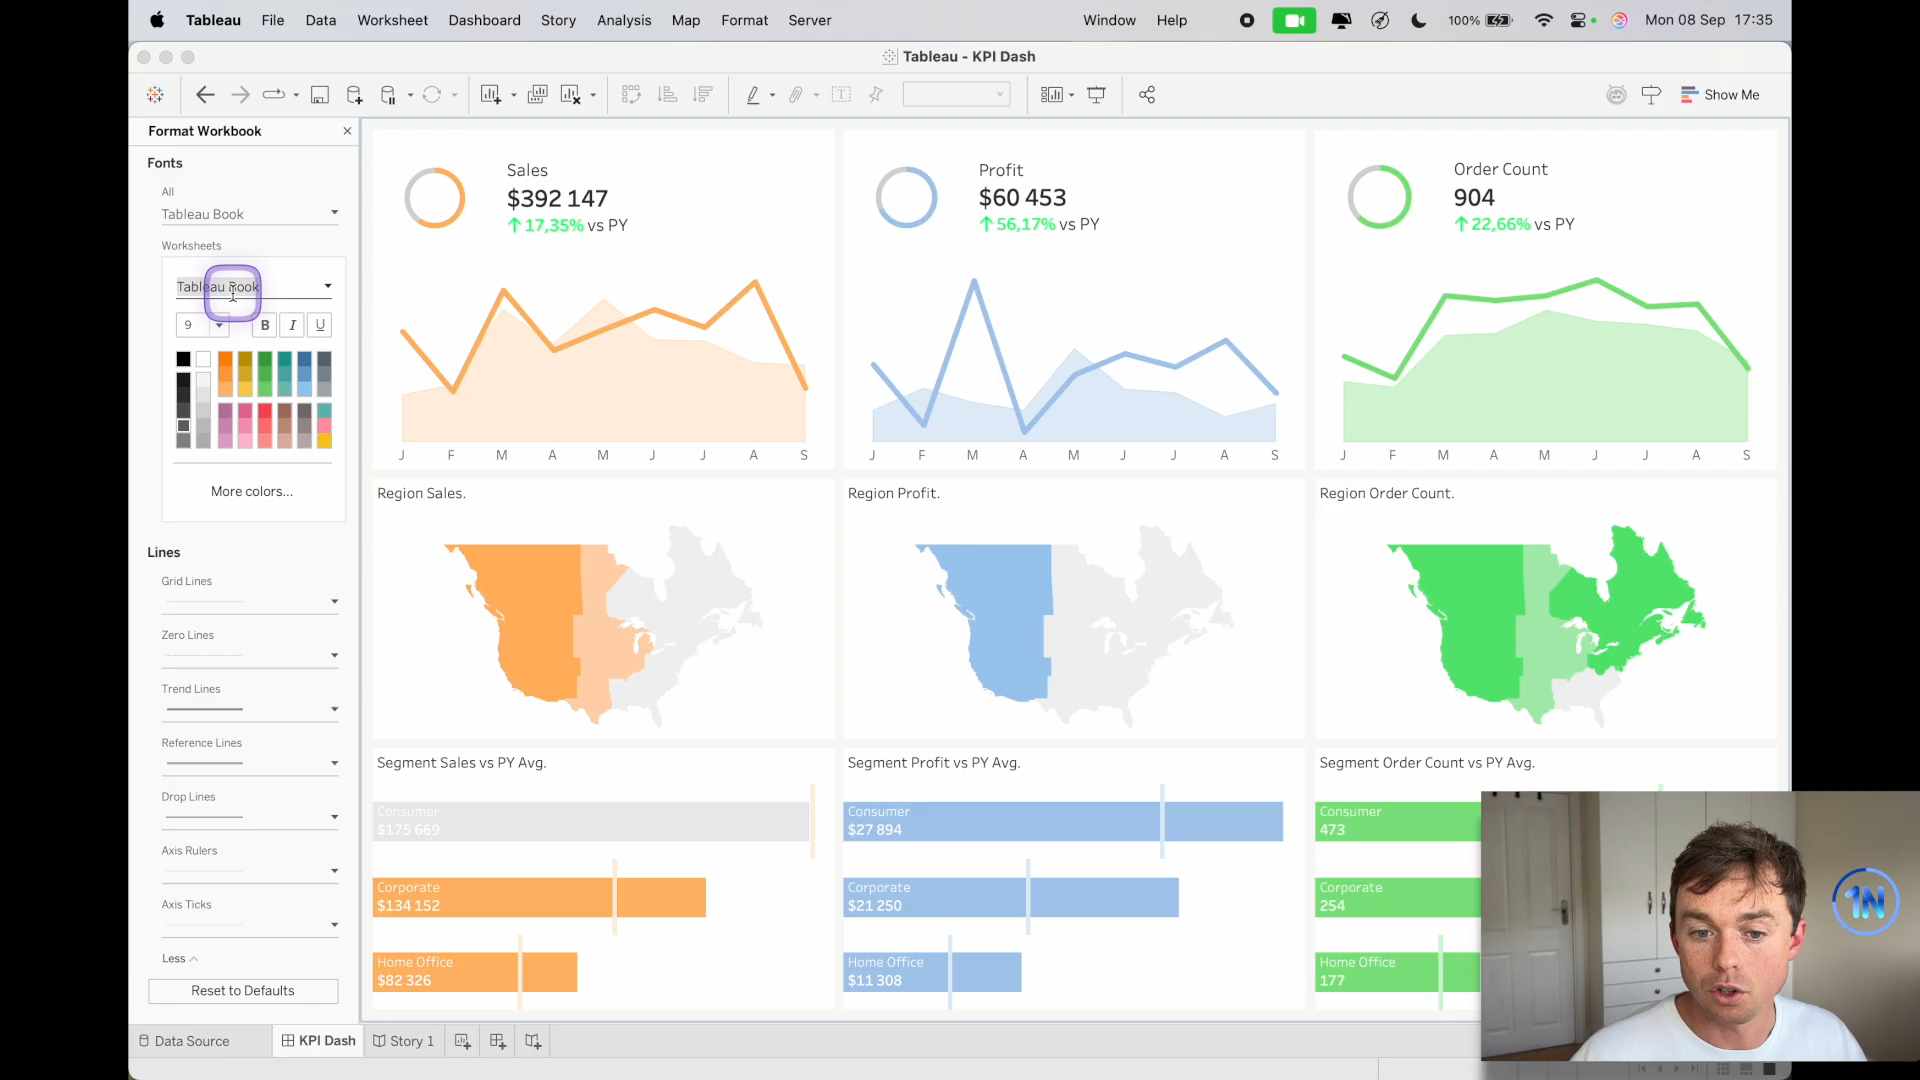 Tableau File Data Worksheet Dashboard Story Analysis Map Format Server Window Help 100% Mon 08 Sep 17:35
Tableau - KPI Dash
Show Me
Format Workbook
Fonts
All
Tableau Book
Worksheets
Tableau Book
9 B I U
More colors...
Lines
Grid Lines
Zero Lines
Trend Lines
Reference Lines
Drop Lines
Axis Rulers
Axis Ticks
Less
Reset to Defaults
Sales
$392 147
↑ 17,35% vs PY
J F M A M J J A S
Profit
$60 453
↑ 56,17% vs PY
J F M A M J J A S
Order Count
904
↑ 22,66% vs PY
J F M A M J J A S
Region Sales.
Region Profit.
Region Order Count.
Segment Sales vs PY Avg.
Consumer
$175 669
Corporate
$134 152
Home Office
$82 326
Segment Profit vs PY Avg.
Consumer
$27 894
Corporate
$21 250
Home Office
$11 308
Segment Order Count vs PY Avg.
Consumer
473
Corporate
254
Home Office
177
1N
Data Source KPI Dash Story 1